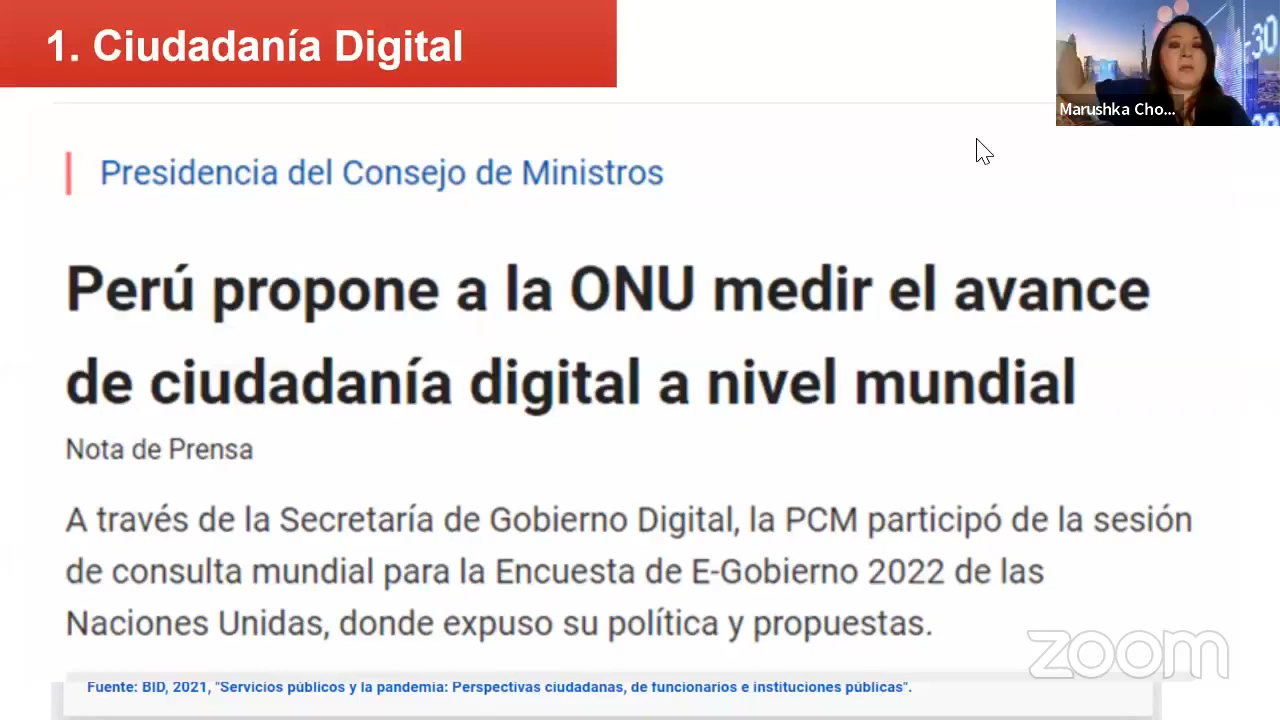 1. Ciudadanía Digital
Marushka Cho...
Presidencia del Consejo de Ministros
Perú propone a la ONU medir el avance
de ciudadanía digital a nivel mundial
Nota de Prensa
A través de la Secretaría de Gobierno Digital, la PCM participó de la sesión
de consulta mundial para la Encuesta de E-Gobierno 2022 de las
Naciones Unidas, donde expuso su política y propuestas.
zoom
Fuente: BID, 2021, "Servicios públicos y la pandemia: Perspectivas ciudadanas, de funcionarios e instituciones públicas".